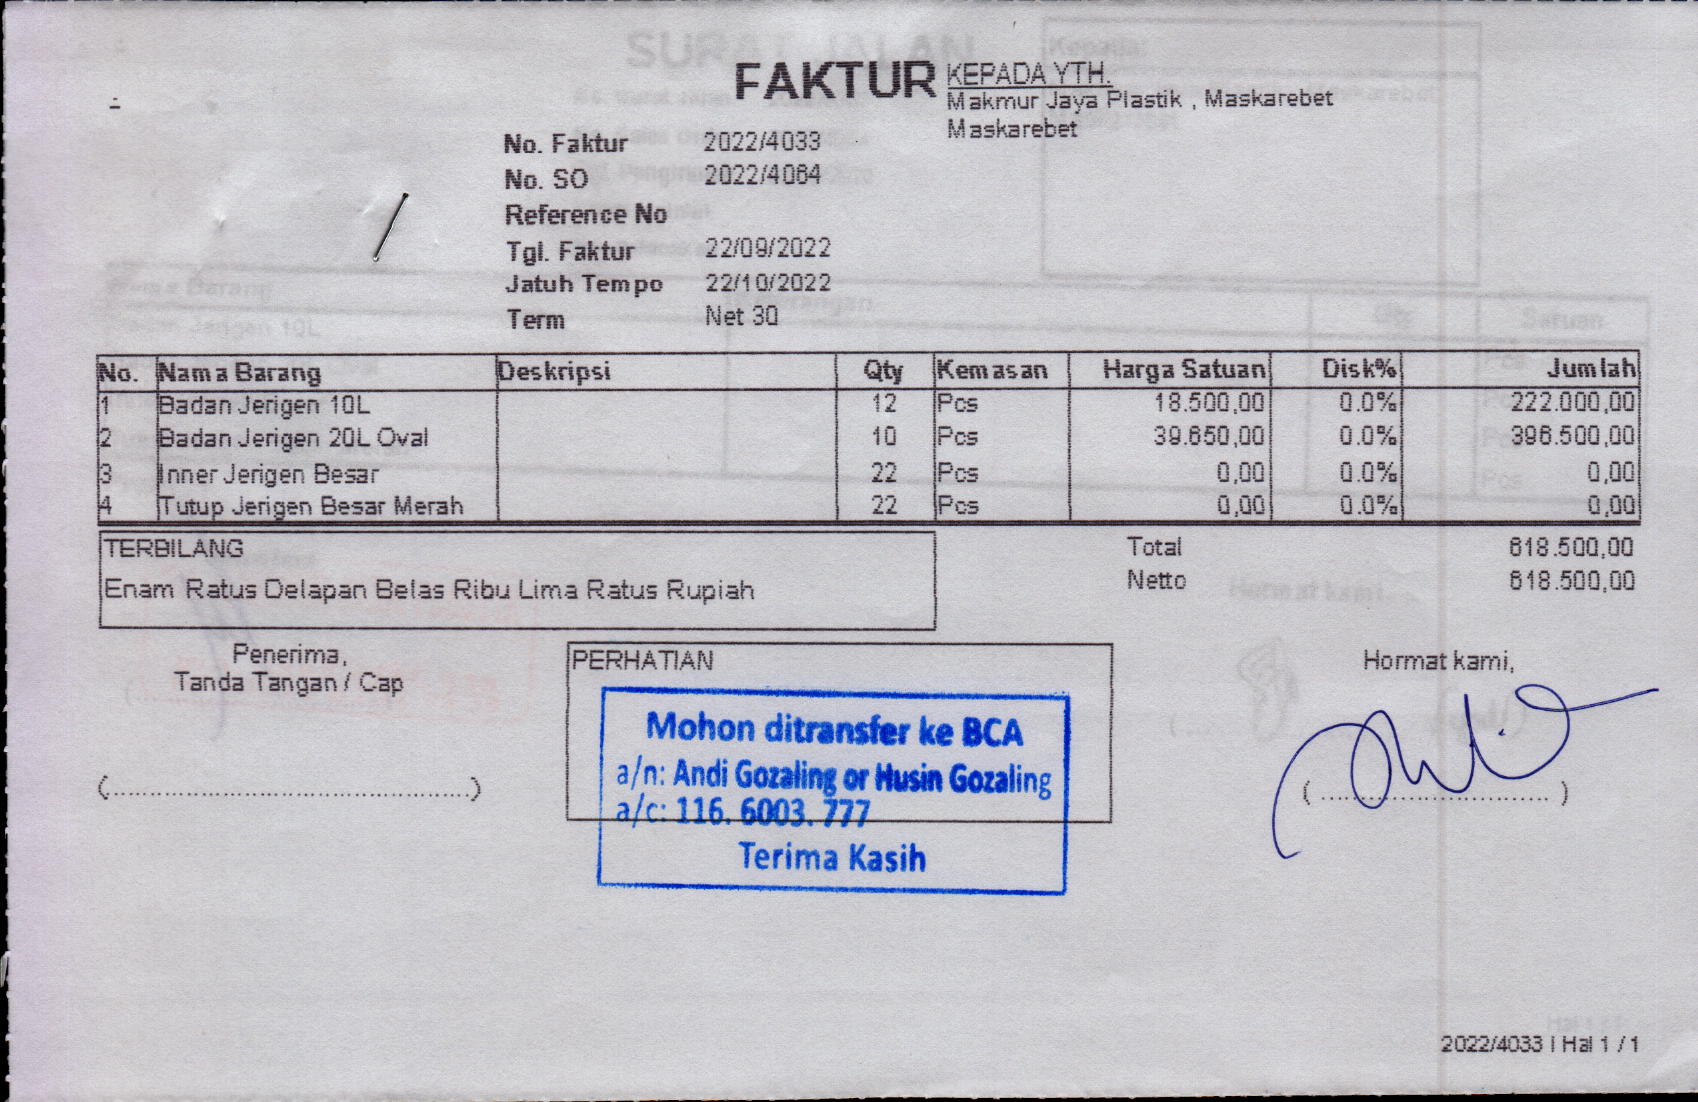 FAKTUR
KEPADA YTH.
Makmur Jaya Plastik , Maskarebet
Maskarebet
No. Faktur 2022/4033
No. SO 2022/4064
Reference No
Tgl. Faktur 22/09/2022
Jatuh Tempo 22/10/2022
Term Net 30
No. Nama Barang Deskripsi Qty Kemasan Harga Satuan Disk% Jumlah
1 Badan Jerigen 10L 12 Pcs 18.500,00 0.0% 222.000,00
2 Badan Jerigen 20L Oval 10 Pcs 39.650,00 0.0% 396.500,00
3 Inner Jerigen Besar 22 Pcs 0,00 0.0% 0,00
4 Tutup Jerigen Besar Merah 22 Pcs 0,00 0.0% 0,00
TERBILANG
Enam Ratus Delapan Belas Ribu Lima Ratus Rupiah
Total 618.500,00
Netto 618.500,00
Penerima,
Tanda Tangan / Cap
(..............................................)
PERHATIAN
Mohon ditransfer ke BCA
a/n: Andi Gozaling or Husin Gozaling
a/c: 116. 6003. 777
Terima Kasih
Hormat kami,
( ............................. )
2022/4033 | Hal 1 / 1